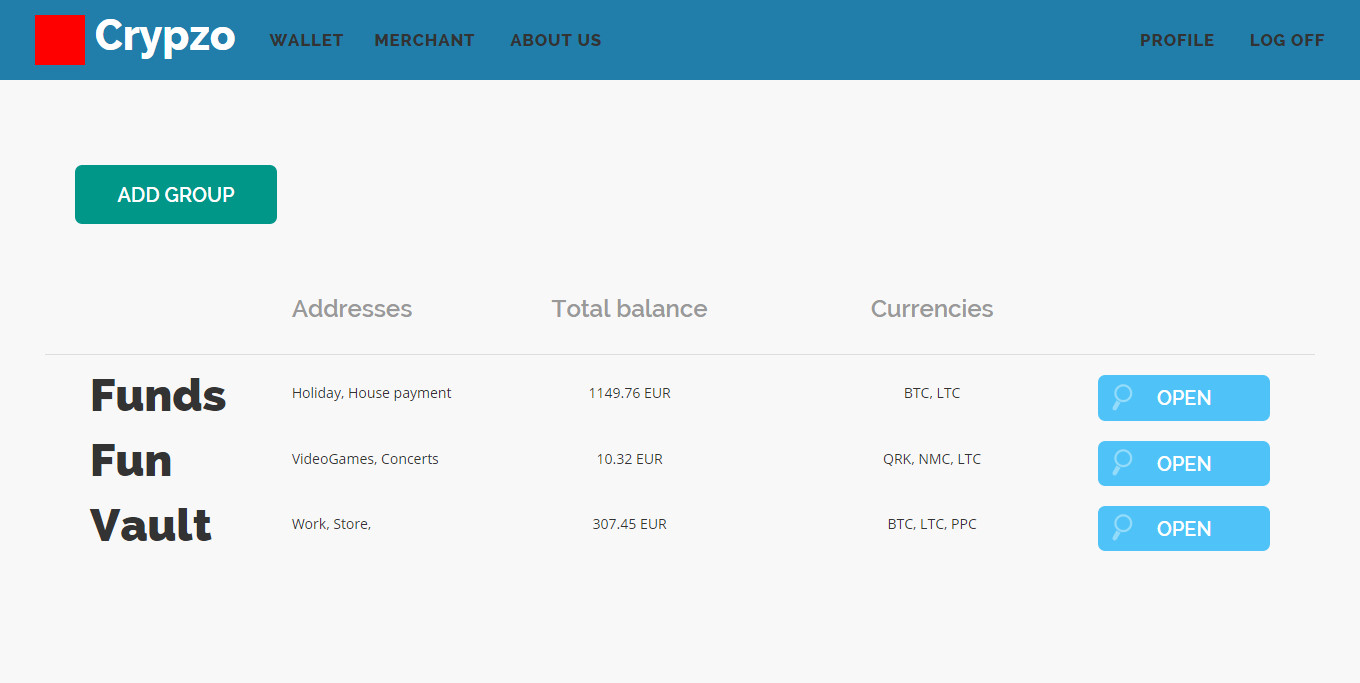 Crypzo WALLET MERCHANT ABOUT US PROFILE LOG OFF
ADD GROUP
Addresses Total balance Currencies
Funds Holiday, House payment 1149.76 EUR BTC, LTC OPEN
Fun VideoGames, Concerts 10.32 EUR QRK, NMC, LTC OPEN
Vault Work, Store, 307.45 EUR BTC, LTC, PPC OPEN